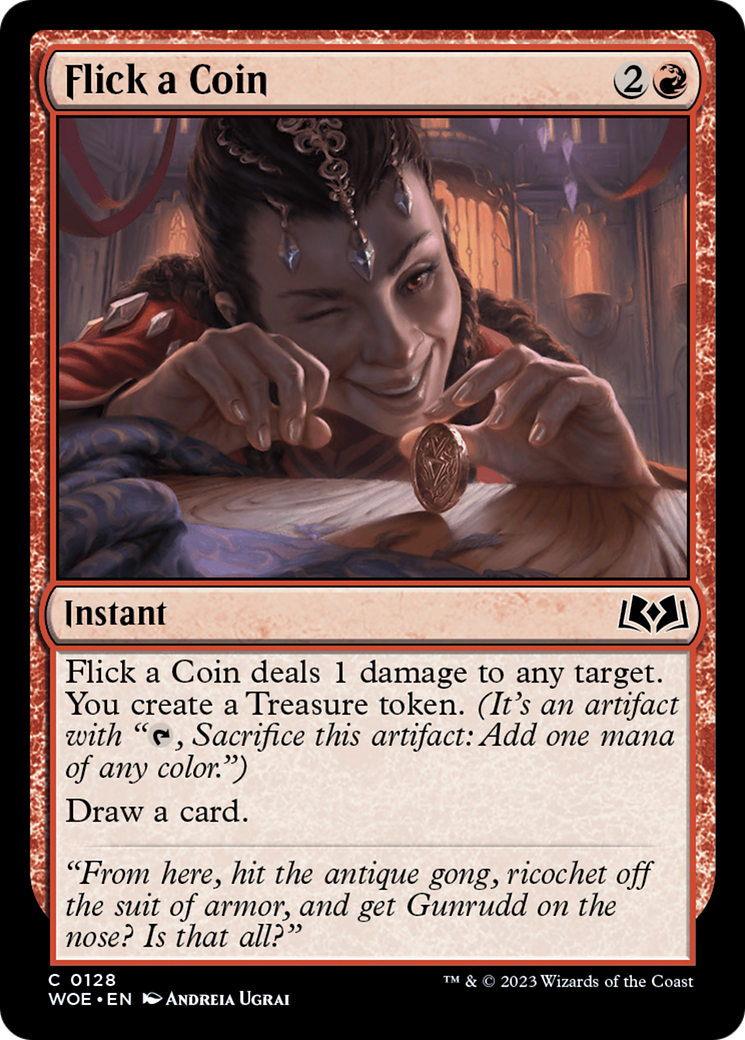 Flick a Coin 2
Instant
Flick a Coin deals 1 damage to any target.
You create a Treasure token. (It's an artifact
with “, Sacrifice this artifact: Add one mana
of any color.”)
Draw a card.
“From here, hit the antique gong, ricochet off
the suit of armor, and get Gunrudd on the
nose? Is that all?”
C 0128
WOE • EN Andreia Ugrai
™ & © 2023 Wizards of the Coast